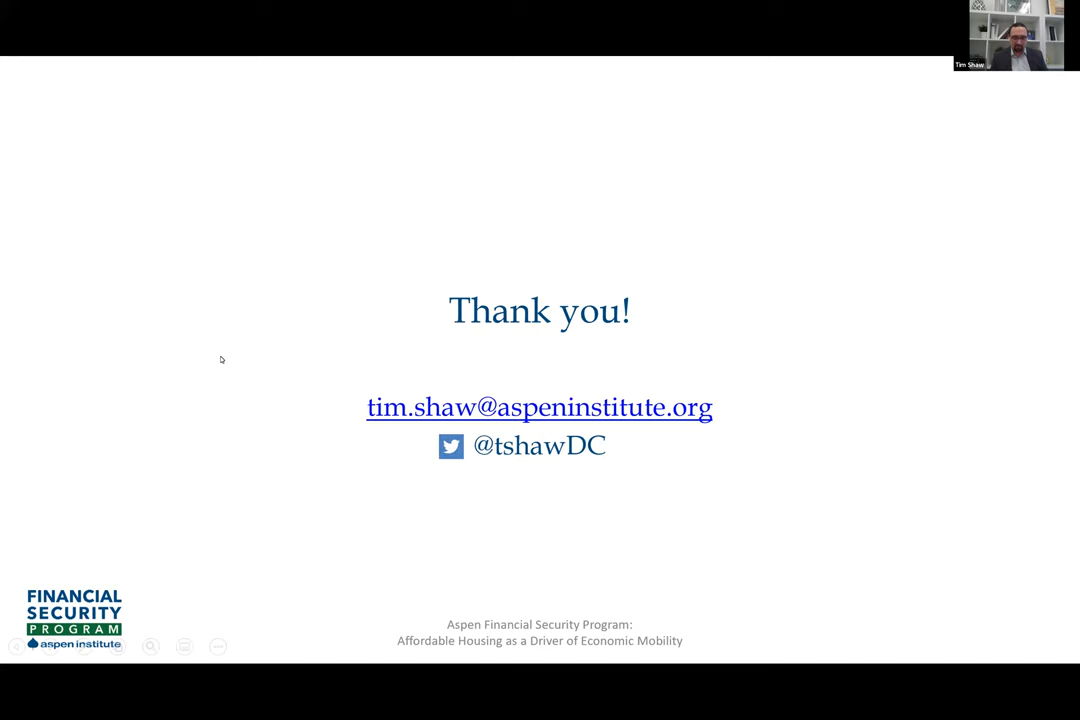 Tim Shaw
Thank you!
tim.shaw@aspeninstitute.org
@tshawDC
FINANCIAL
SECURITY
PROGRAM
aspen institute
Aspen Financial Security Program:
Affordable Housing as a Driver of Economic Mobility